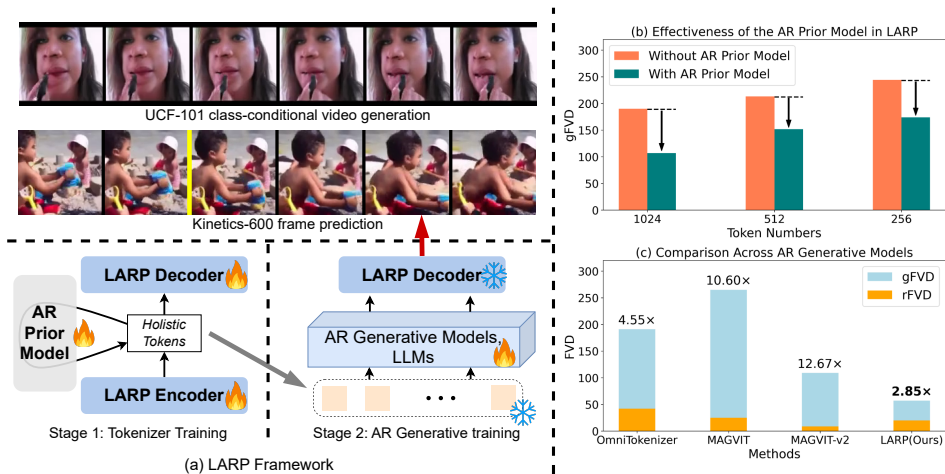 UCF-101 class-conditional video generation
Kinetics-600 frame prediction
LARP Decoder
AR
Prior
Model
Holistic
Tokens
LARP Encoder
Stage 1: Tokenizer Training
LARP Decoder
AR Generative Models,
LLMs
Stage 2: AR Generative training
(a) LARP Framework
(b) Effectiveness of the AR Prior Model in LARP
Without AR Prior Model
With AR Prior Model
gFVD
300
250
200
150
100
50
0
1024
512
256
Token Numbers
(c) Comparison Across AR Generative Models
gFVD
rFVD
FVD
300
250
200
150
100
50
0
4.55×
10.60×
12.67×
2.85×
OmniTokenizer
MAGVIT
MAGVIT-v2
LARP(Ours)
Methods